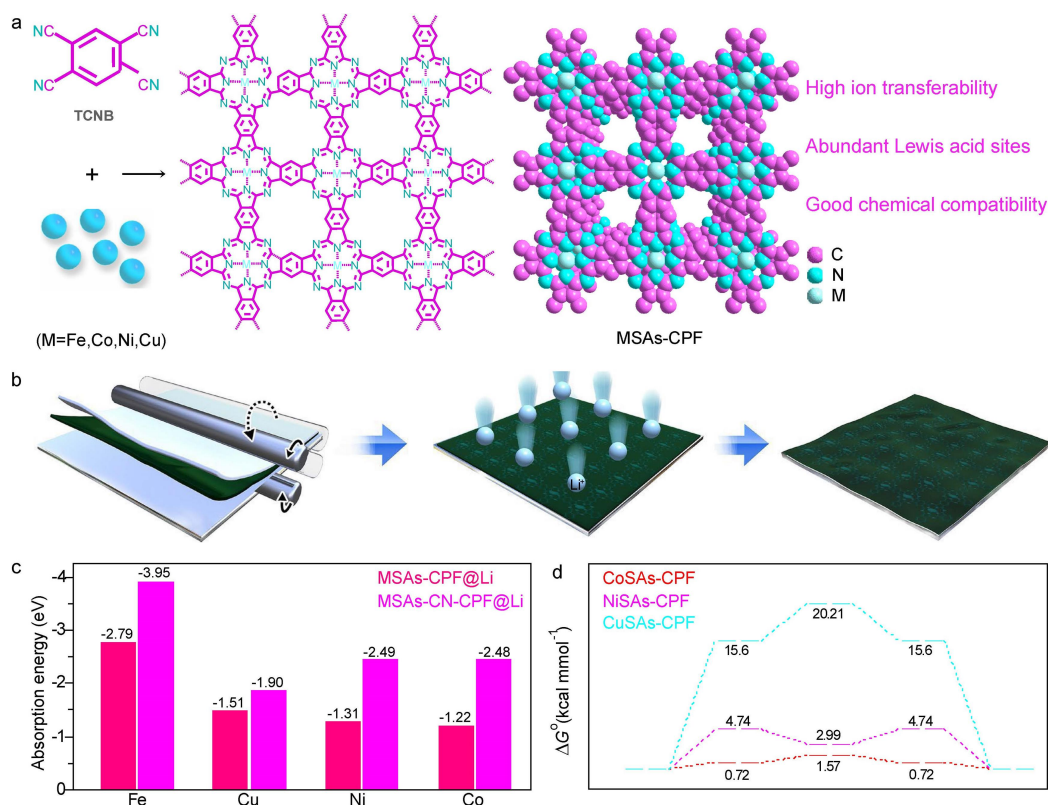 a
NC
CN
NC
CN
TCNB
+
(M=Fe,Co,Ni,Cu)
N N N N N N
N M N N M N N M N
N N N N N N
N N N N N N
N M N N M N N M N
N N N N N N
N N N N N N
N M N N M N N M N
N N N N N N
MSAs-CPF
High ion transferability
Abundant Lewis acid sites
Good chemical compatibility
C
N
M
b
Li+
c
Absorption energy (eV)
-4
-3
-2
-1
0
MSAs-CPF@Li
MSAs-CN-CPF@Li
-2.79
-3.95
-1.51
-1.90
-1.31
-2.49
-1.22
-2.48
Fe
Cu
Ni
Co
d
ΔG° (kcal mmol⁻¹)
CoSAs-CPF
NiSAs-CPF
CuSAs-CPF
15.6
20.21
15.6
4.74
2.99
4.74
0.72
1.57
0.72